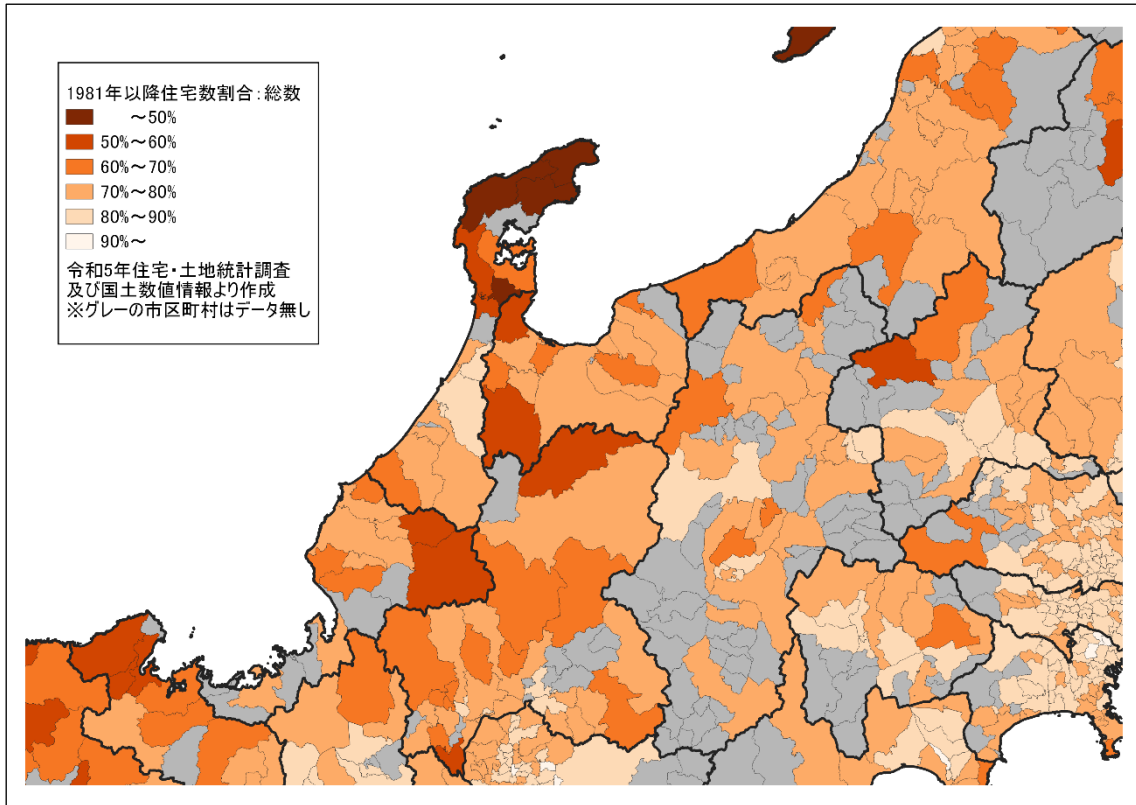 1981年以降住宅数割合:総数
～50%
50%～60%
60%～70%
70%～80%
80%～90%
90%～
令和5年住宅・土地統計調査
及び国土数値情報より作成
※グレーの市区町村はデータ無し